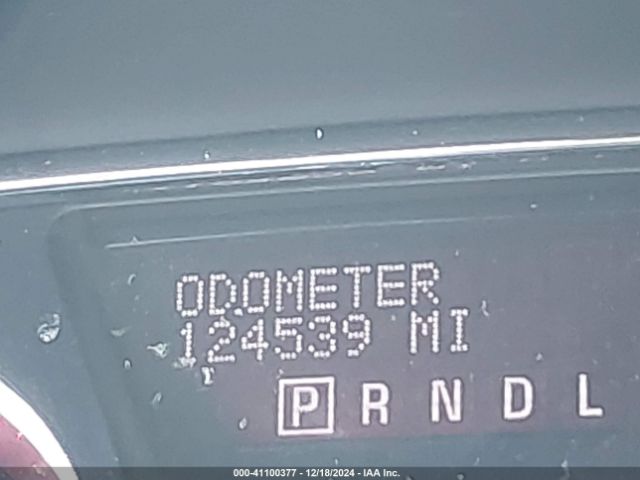 ODOMETER
124539 MI
P R N D L
000-41100377 - 12/18/2024 - IAA Inc.